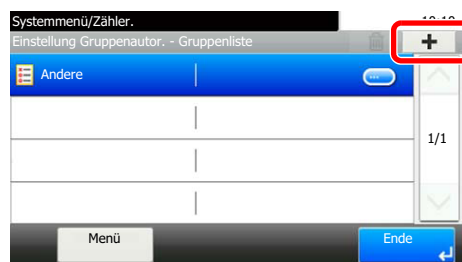 Systemmenü/Zähler.
Einstellung Gruppenautor. - Gruppenliste
Andere
1/1
Menü
Ende